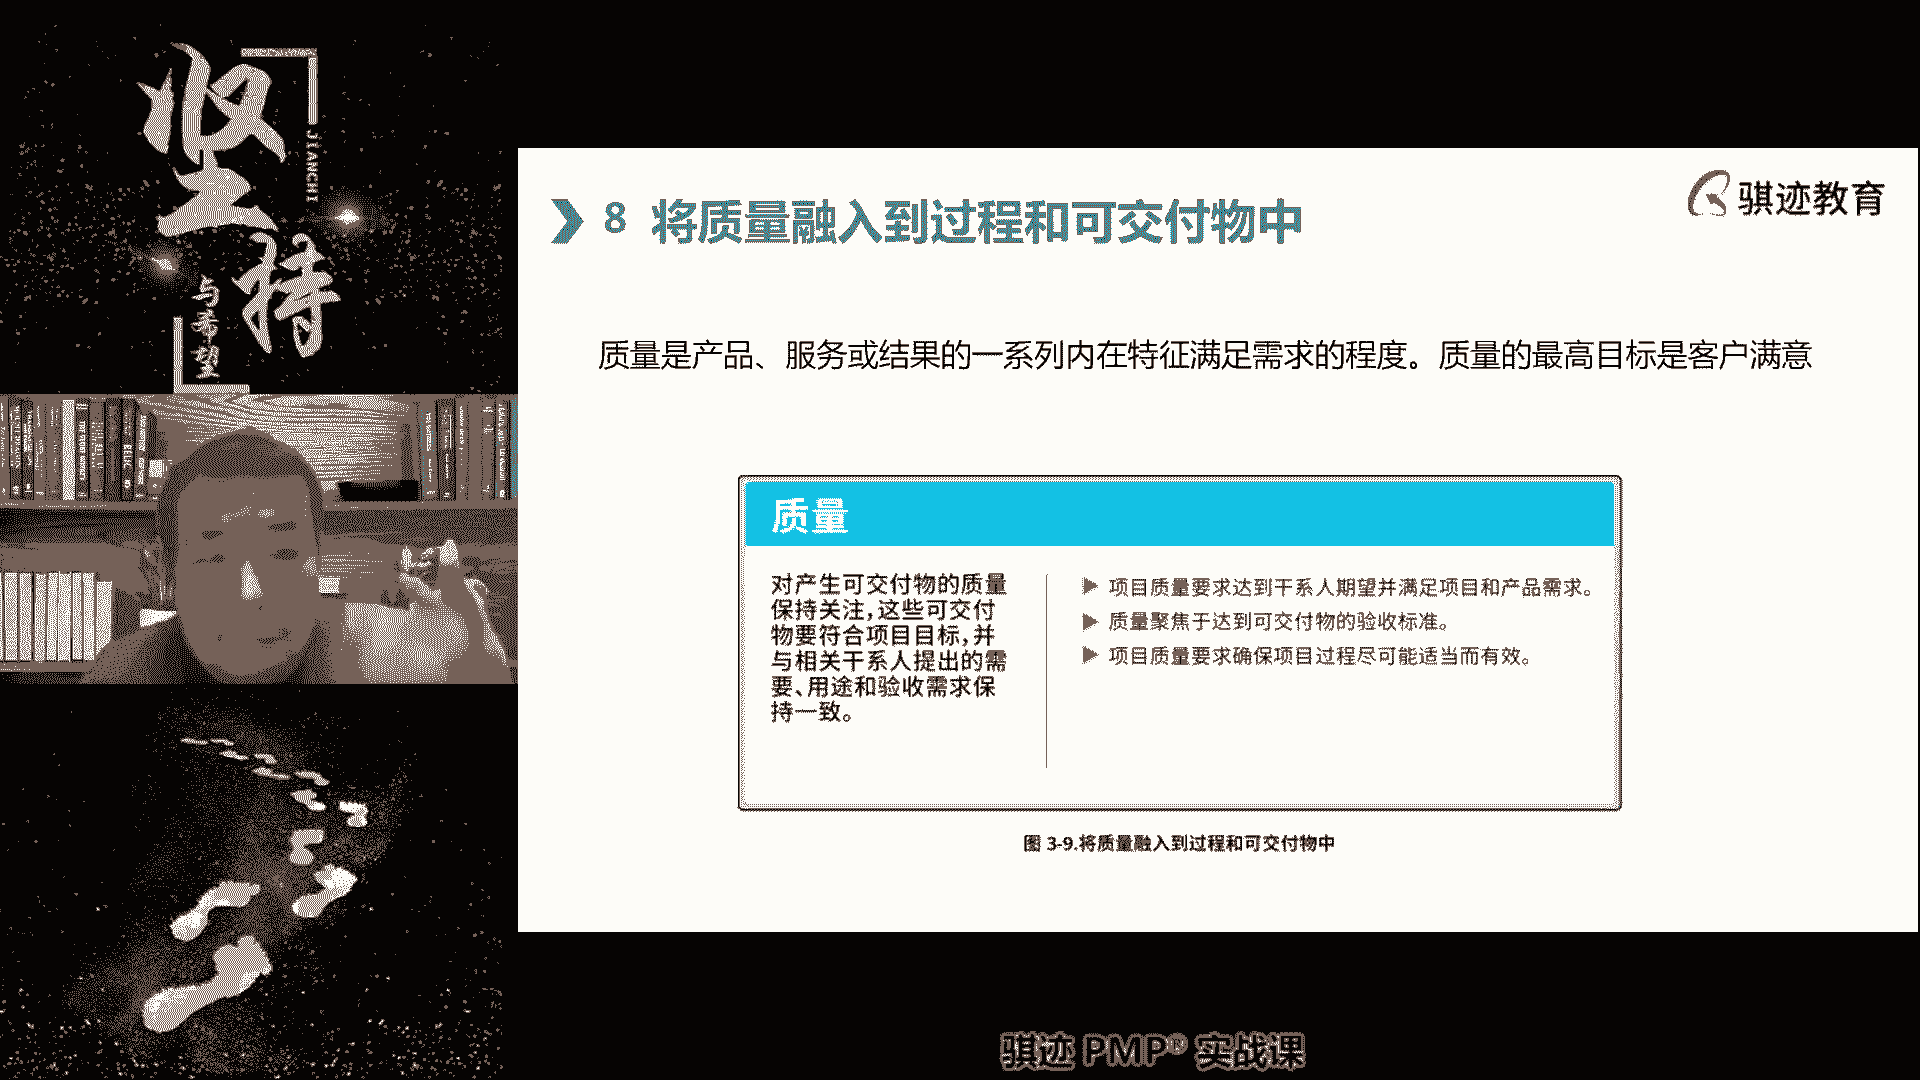 坚持
JIANCHI
与希望
骐迹教育
8 将质量融入到过程和可交付物中
质量是产品、服务或结果的一系列内在特征满足需求的程度。质量的最高目标是客户满意
质量
对产生可交付物的质量
保持关注，这些可交付
物要符合项目目标，并
与相关干系人提出的需
要、用途和验收需求保
持一致。
▶ 项目质量要求达到干系人期望并满足项目和产品需求。
▶ 质量聚焦于达到可交付物的验收标准。
▶ 项目质量要求确保项目过程尽可能适当而有效。
图 3-9.将质量融入到过程和可交付物中
骐迹 PMP® 实战课